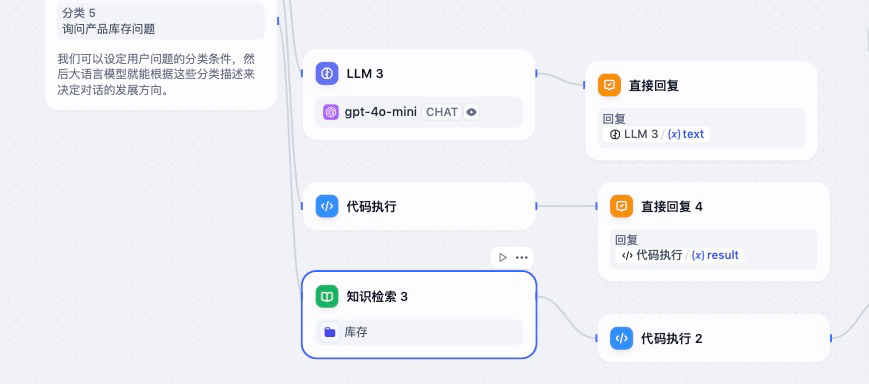 分类 5
询问产品库存问题
我们可以设定用户问题的分类条件，然
后大语言模型就能根据这些分类描述来
决定对话的发展方向。
LLM 3
gpt-4o-mini CHAT
直接回复
回复
LLM 3 / {x} text
代码执行
直接回复 4
回复
代码执行 / {x} result
知识检索 3
库存
代码执行 2